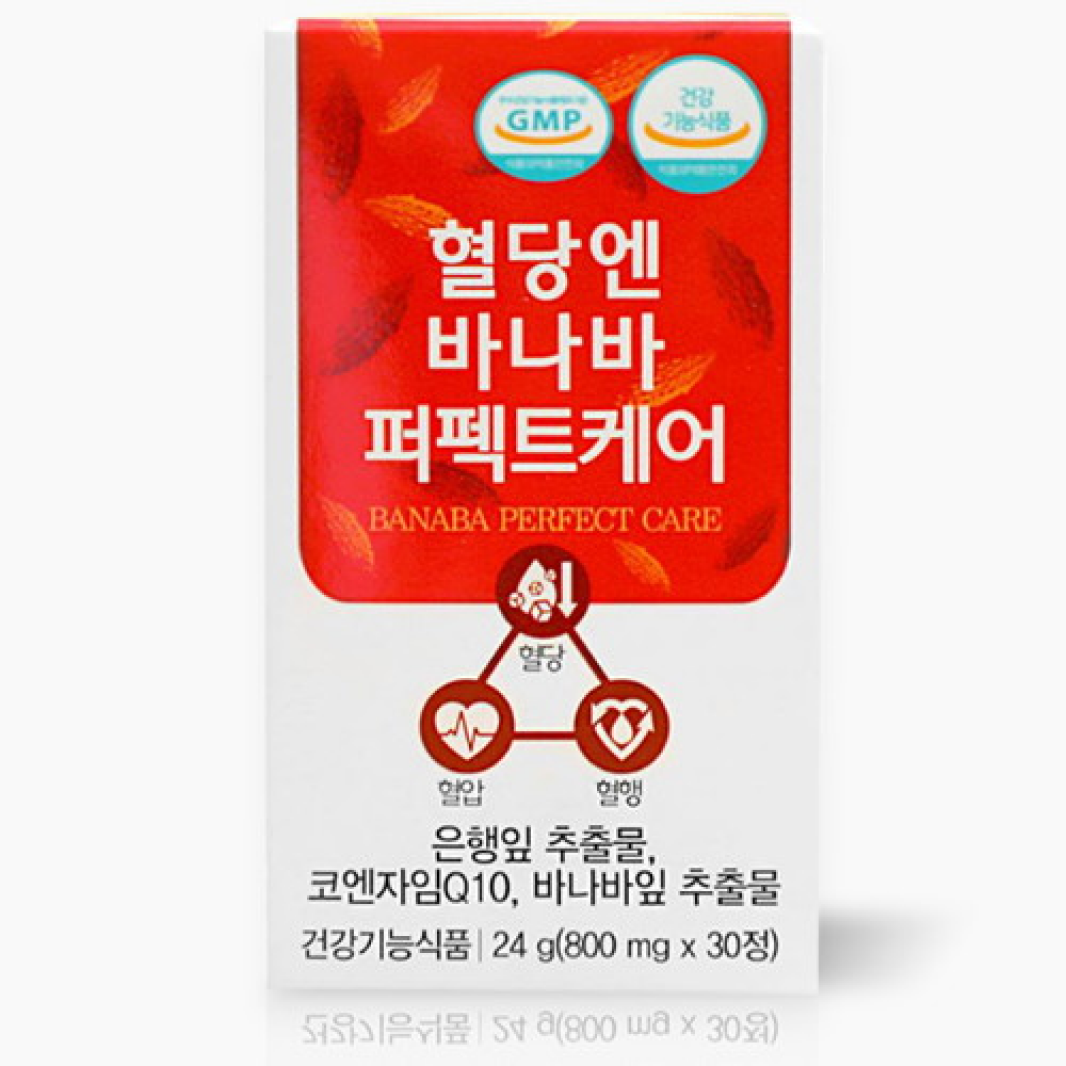 GMP
건강
기능식품
혈당엔
바나바
퍼펙트케어
BANABA PERFECT CARE
혈당
혈압
혈행
은행잎 추출물,
코엔자임Q10, 바나바잎 추출물
건강기능식품 | 24 g(800 mg x 30정)